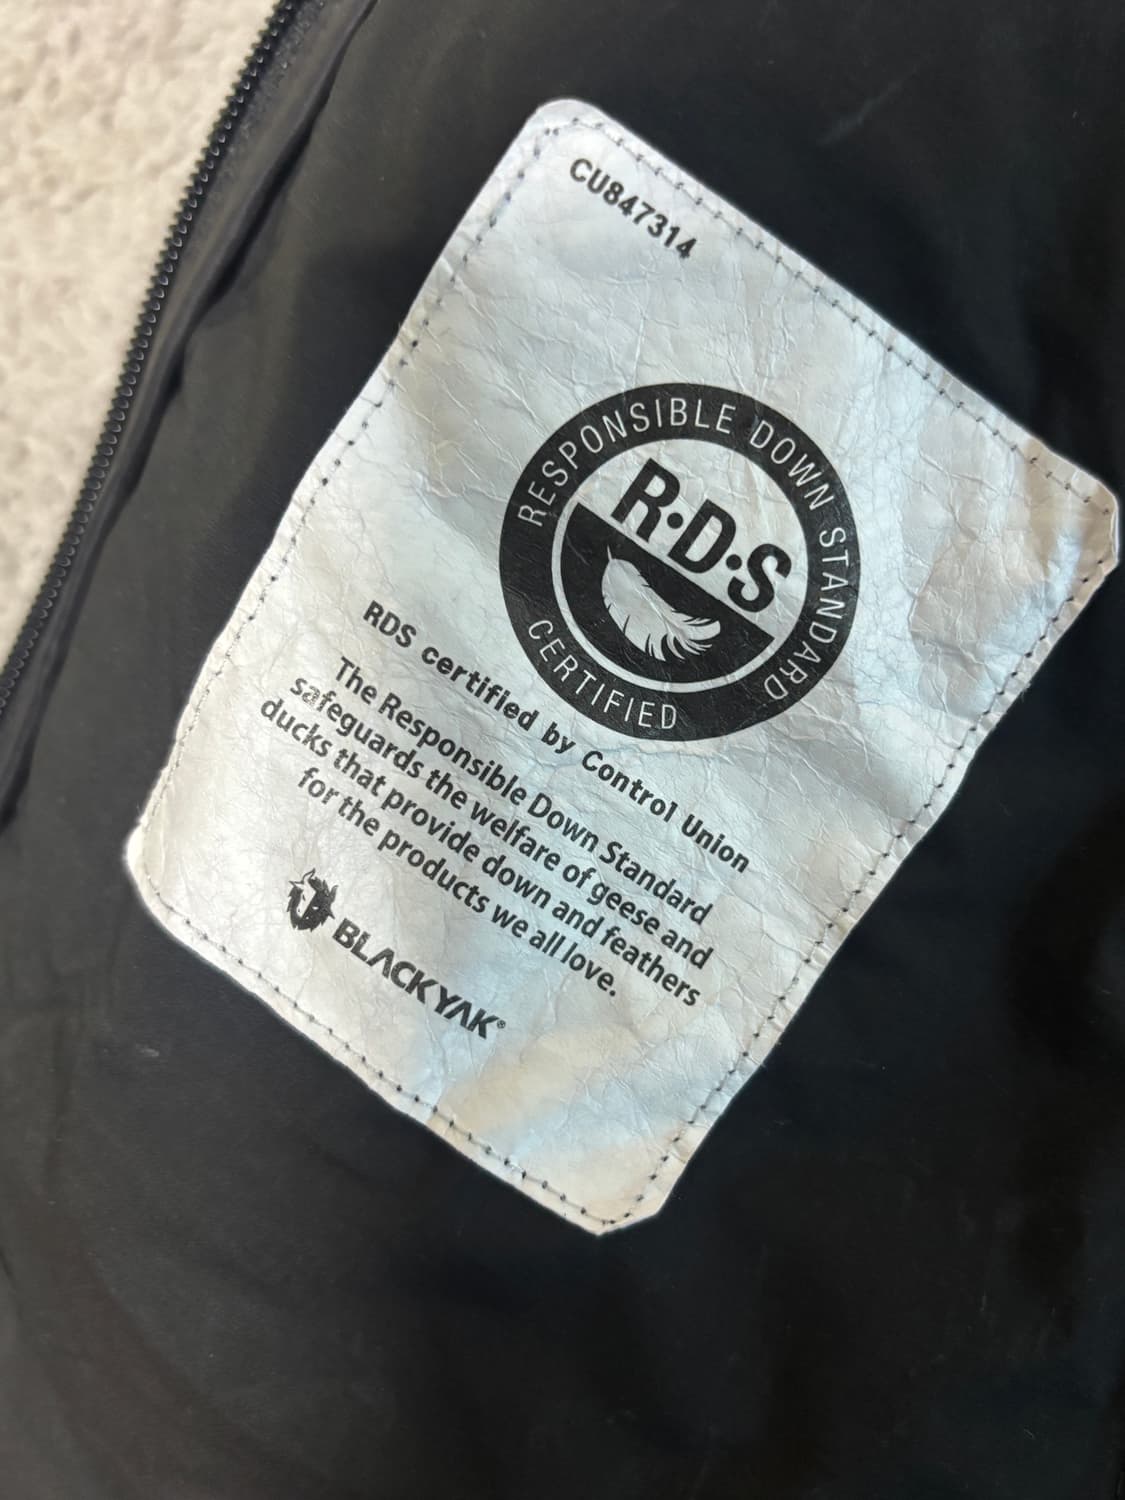 CU847314
RESPONSIBLE DOWN STANDARD
R·D·S
CERTIFIED
RDS certified by Control Union
The Responsible Down Standard
safeguards the welfare of geese and
ducks that provide down and feathers
for the products we all love.
BLACKYAK®